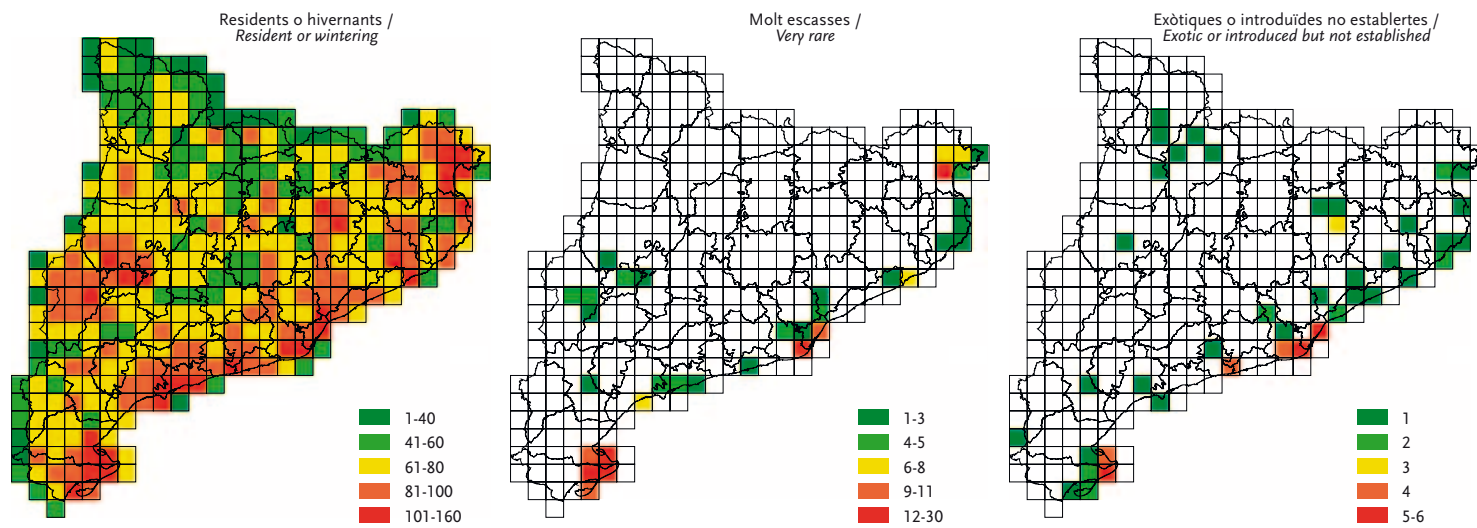 Residents o hivernants /
Resident or wintering
1-40
41-60
61-80
81-100
101-160
Molt escasses /
Very rare
1-3
4-5
6-8
9-11
12-30
Exòtiques o introduïdes no establertes /
Exotic or introduced but not established
1
2
3
4
5-6